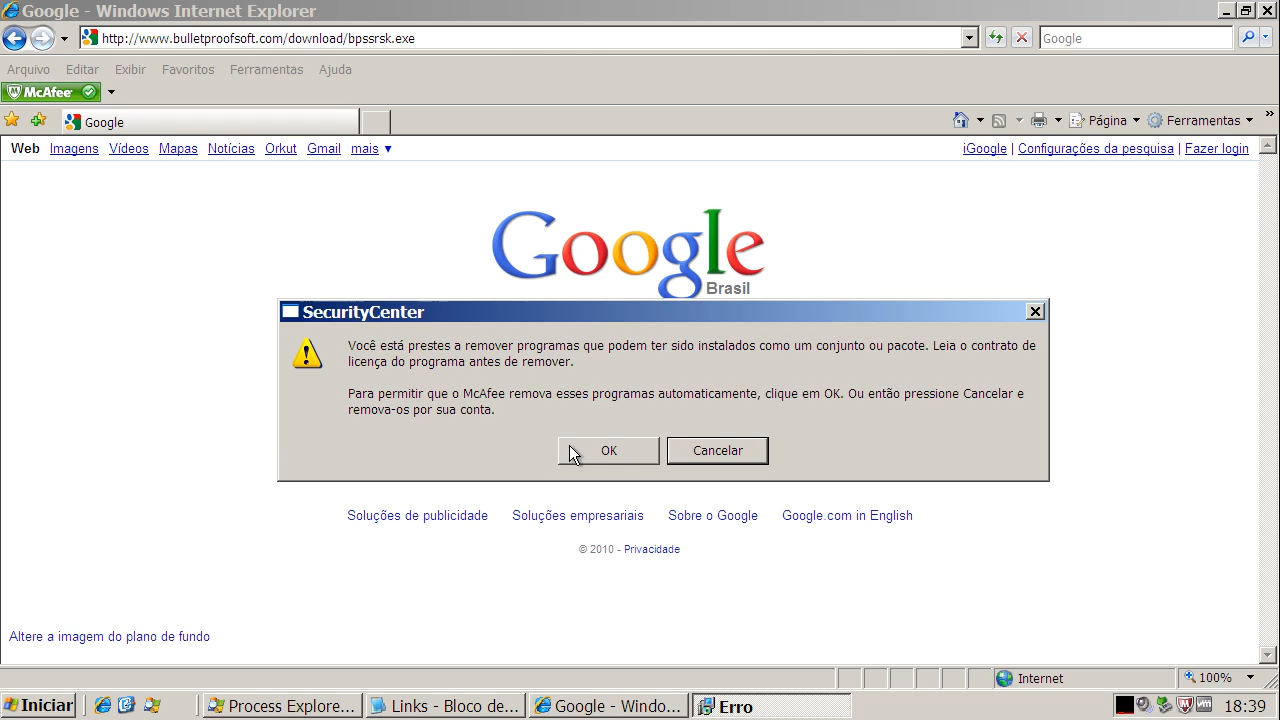 Google - Windows Internet Explorer
http://www.bulletproofsoft.com/download/bpssrsk.exe
Google
Arquivo Editar Exibir Favoritos Ferramentas Ajuda
McAfee
Google
Página Ferramentas »
Web Imagens Vídeos Mapas Notícias Orkut Gmail mais ▼
iGoogle | Configurações da pesquisa | Fazer login
Google
Brasil
SecurityCenter
Você está prestes a remover programas que podem ter sido instalados como um conjunto ou pacote. Leia o contrato de
licença do programa antes de remover.
Para permitir que o McAfee remova esses programas automaticamente, clique em OK. Ou então pressione Cancelar e
remova-os por sua conta.
OK Cancelar
Soluções de publicidade Soluções empresariais Sobre o Google Google com in English
© 2010 - Privacidade
Altere a imagem do plano de fundo
Internet 100%
Iniciar Process Explore... Links - Bloco de... Google - Windo... Erro 18:39